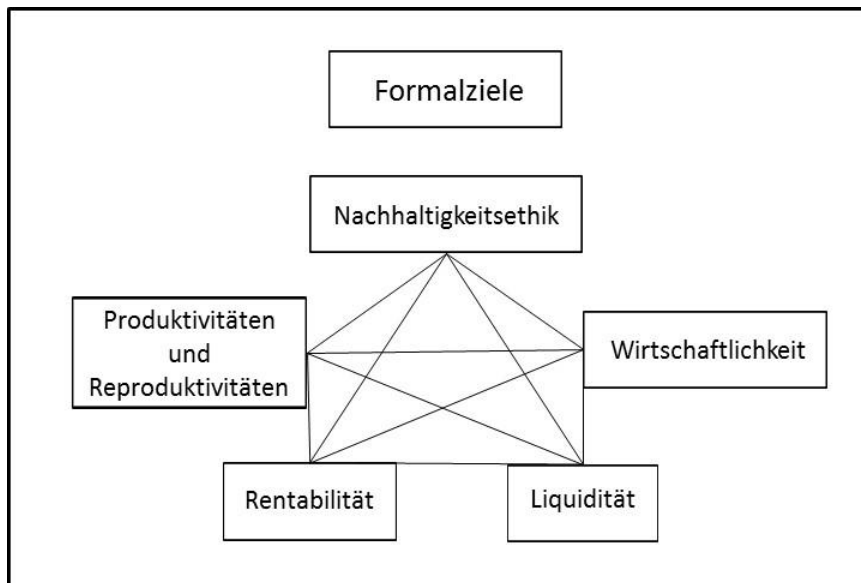 Formalziele
Nachhaltigkeitsethik
Produktivitäten
und
Reproduktivitäten
Wirtschaftlichkeit
Rentabilität
Liquidität